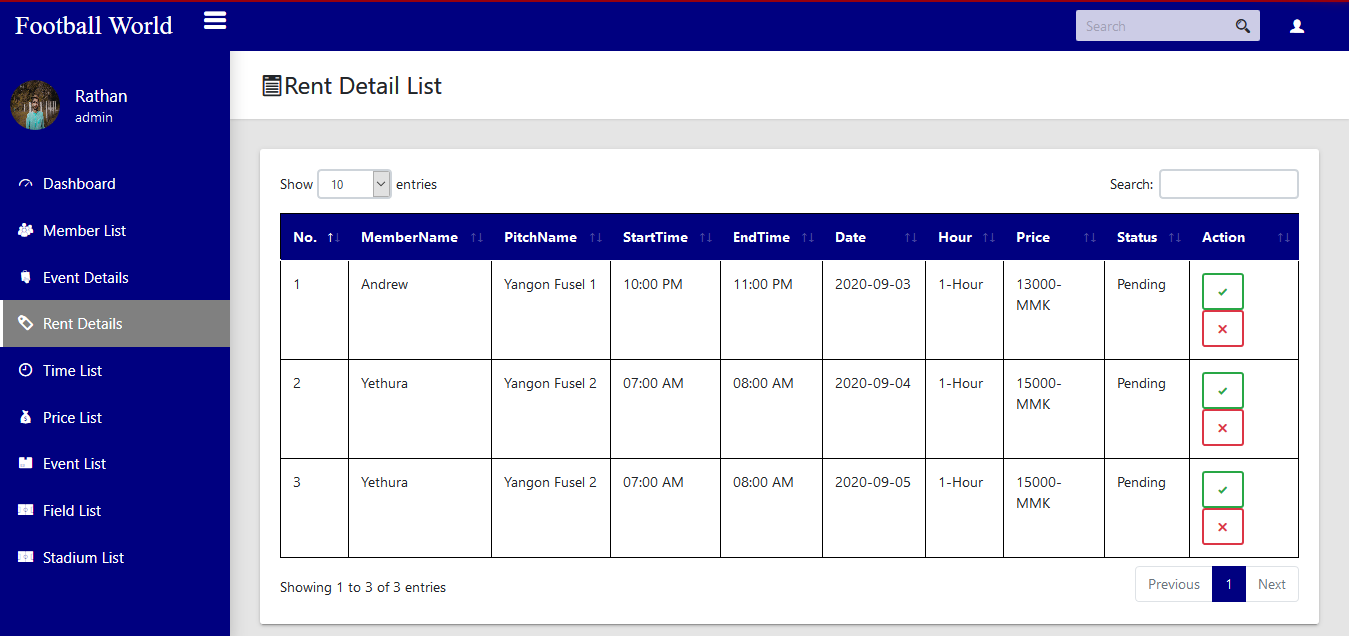 Football World
Search
Rathan
admin
Dashboard
Member List
Event Details
Rent Details
Time List
Price List
Event List
Field List
Stadium List
Rent Detail List
Show 10 entries
Search:
No. MemberName PitchName StartTime EndTime Date Hour Price Status Action
1 Andrew Yangon Fusel 1 10:00 PM 11:00 PM 2020-09-03 1-Hour 13000-
MMK Pending
2 Yethura Yangon Fusel 2 07:00 AM 08:00 AM 2020-09-04 1-Hour 15000-
MMK Pending
3 Yethura Yangon Fusel 2 07:00 AM 08:00 AM 2020-09-05 1-Hour 15000-
MMK Pending
Showing 1 to 3 of 3 entries
Previous 1 Next